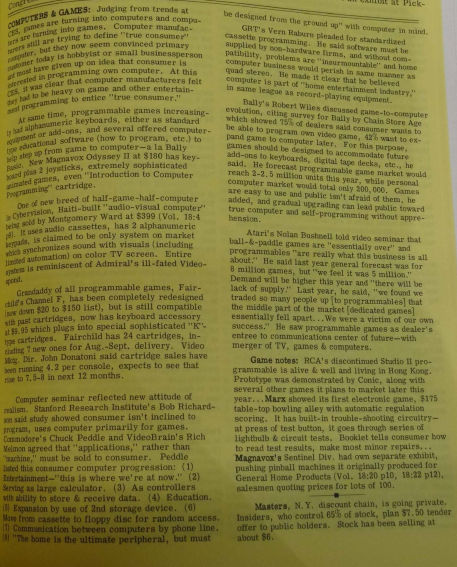 exhibit at Pick-
COMPUTERS & GAMES: Judging from trends at
CES, games are turning into computers and compu-
ters are turning into games. Computer manufac-
turers still are trying to define "true consumer"
computer, but they now seem convinced primary
market today is hobbyist or small businessperson
and most have given up on idea that consumer is
interested in programming own computer. At this
CES, it was clear that computer manufacturers felt
they had to be heavy on game and other entertain-
ment programming to entice "true consumer."
At same time, programmable games increasing-
ly had alphanumeric keyboards, either as standard
equipment or add-ons, and several offered computer-
type educational software (how to program, etc.) to
help step up from game to computer--a la Bally
Basic. New Magnavox Odyssey II at $180 has key-
board plus 2 joysticks, extremely sophisticated
animated games, even "Introduction to Computer
Programming" cartridge.
One of new breed of half-game-half-computer
is Cybervision, Haiti-built "audio-visual computer"
being sold by Montgomery Ward at $399 (Vol. 18:4
It uses audio cassettes, has 2 alphanumeric
keypads, is claimed to be only system on market
which synchronizes sound with visuals (including
limited automation) on color TV screen. Entire
system is reminiscent of Admiral's ill-fated Video-
spond.
Grandaddy of all programmable games, Fair-
child's Channel F, has been completely redesigned
(now down $20 to $150 list), but is still compatible
with past cartridges, now has keyboard accessory
at $9.95 which plugs into special sophisticated "K"-
type cartridges. Fairchild has 24 cartridges, in-
cluding 7 new ones for Aug.-Sept. delivery. Video
Mktg. Dir. John Donatoni said cartridge sales have
been running 4.2 per console, expects to see that
rise to 7.5-8 in next 12 months.
Computer seminar reflected new attitude of
realism. Stanford Research Institute's Bob Richard-
son said study showed consumer isn't inclined to
program, uses computer primarily for games.
Commodore's Chuck Peddle and VideoBrain's Rich
Melmon agreed that "applications," rather than
"machine," must be sold to consumer. Peddle
listed this consumer computer progression: (1)
Entertainment--"this is where we're at now." (2)
Serving as large calculator. (3) As controllers
with ability to store & receive data. (4) Education.
(5) Expansion by use of 2nd storage device. (6)
Move from cassette to floppy disc for random access.
(7) Communication between computers by phone line.
(8) "The home is the ultimate peripheral, but must
be designed from the ground up" with computer in mind.
GRT's Vern Raburn pleaded for standardized
cassette programming. He said software must be
supplied by non-hardware firms, and without com-
patibility, problems are "insurmountable" and home
computer business would perish in same manner as
quad stereo. He made it clear that he believed
computer is part of "home entertainment industry,"
in same league as record-playing equipment.
Bally's Robert Wiles discussed game-to-computer
evolution, citing survey for Bally by Chain Store Age
which showed 75% of dealers said consumer wants to
be able to program own video game, 42% want to ex-
pand game to computer later. For this purpose,
games should be designed to accommodate future
add-ons to keyboards, digital tape decks, etc., he
said. He forecast programmable game market would
reach 2-2.5 million units this year, while personal
computer market would total only 200,000. Games
are easy to use and public isn't afraid of them, he
added, and gradual upgrading can lead public toward
true computer and self-programming without appre-
hension.
Atari's Nolan Bushnell told video seminar that
ball-&-paddle games are "essentially over" and
programmables "are really what this business is all
about." He said last year general forecast was for
8 million games, but "we feel it was 5 million."
Demand will be higher this year and "there will be
lack of supply." Last year, he said, "we found we
traded so many people up [to programmables] that
the middle part of the market [dedicated games]
essentially fell apart...We were a victim of our own
success." He saw programmable games as dealer's
entree to communications center of future--with
merger of TV, games & computers.
Game notes: RCA's discontinued Studio II pro-
grammable is alive & well and living in Hong Kong.
Prototype was demonstrated by Conic, along with
several other games it plans to market later this
year...Marx showed its first electronic game, $175
table-top bowling alley with automatic regulation
scoring. It has built-in trouble-shooting circuitry--
at press of test button, it goes through series of
lightbulb & circuit tests. Booklet tells consumer how
to read test results, make most minor repairs...
Magnavox's Sentinel Div. had own separate exhibit,
pushing pinball machines it originally produced for
General Home Products (Vol. 18:20 p10, 18:22 p12),
salesmen quoting prices for lots of 100.
Masters, N.Y. discount chain, is going private.
Insiders, who control 65% of stock, plan $7.50 tender
offer to public holders. Stock has been selling at
about $6.